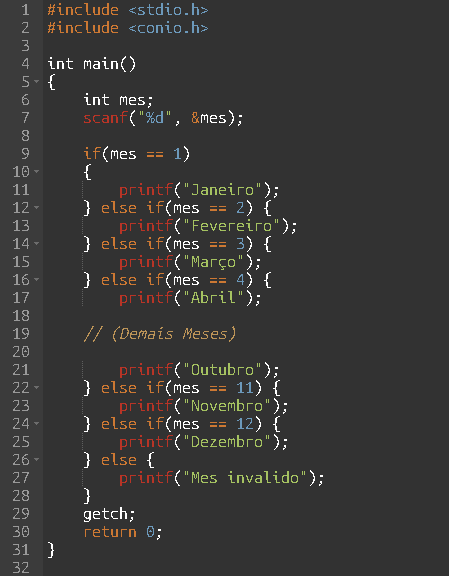 1 #include <stdio.h>
2 #include <conio.h>
3
4 int main()
5 {
6     int mes;
7     scanf("%d", &mes);
8
9     if(mes == 1)
10     {
11         printf("Janeiro");
12     } else if(mes == 2) {
13         printf("Fevereiro");
14     } else if(mes == 3) {
15         printf("Março");
16     } else if(mes == 4) {
17         printf("Abril");
18
19     // (Demais Meses)
20
21         printf("Outubro");
22     } else if(mes == 11) {
23         printf("Novembro");
24     } else if(mes == 12) {
25         printf("Dezembro");
26     } else {
27         printf("Mes invalido");
28     }
29     getch;
30     return 0;
31 }
32